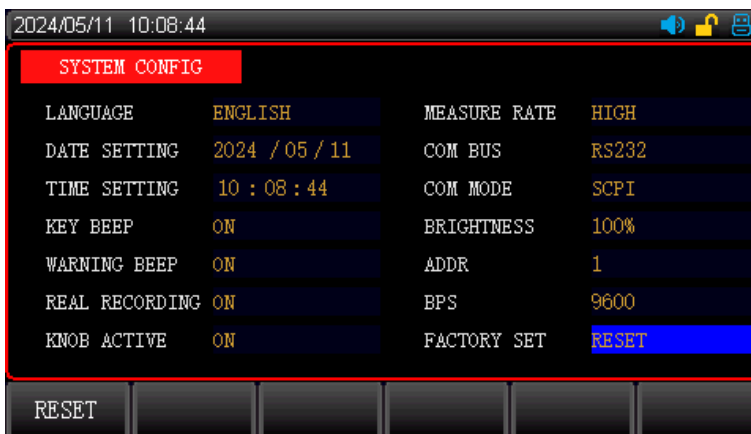 2024/05/11 10:08:44
SYSTEM CONFIG
LANGUAGE ENGLISH MEASURE RATE HIGH
DATE SETTING 2024 / 05 / 11 COM BUS RS232
TIME SETTING 10 : 08 : 44 COM MODE SCPI
KEY BEEP ON BRIGHTNESS 100%
WARNING BEEP ON ADDR 1
REAL RECORDING ON BPS 9600
KNOB ACTIVE ON FACTORY SET RESET
RESET